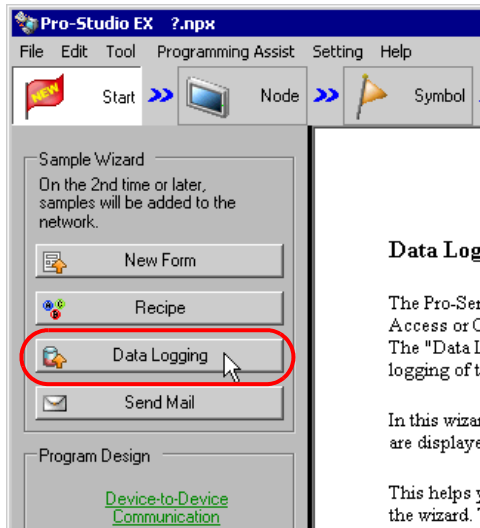 Pro-Studio EX ?.npx
File Edit Tool Programming Assist Setting Help
NEW Start Node Symbol
Sample Wizard
On the 2nd time or later,
samples will be added to the
network.
New Form
Recipe
Data Logging
Send Mail
Program Design
Device-to-Device
Communication
Data Log
The Pro-Ser
Access or
The "Data
logging of t
In this wiza
are displaye
This helps
the wizard.